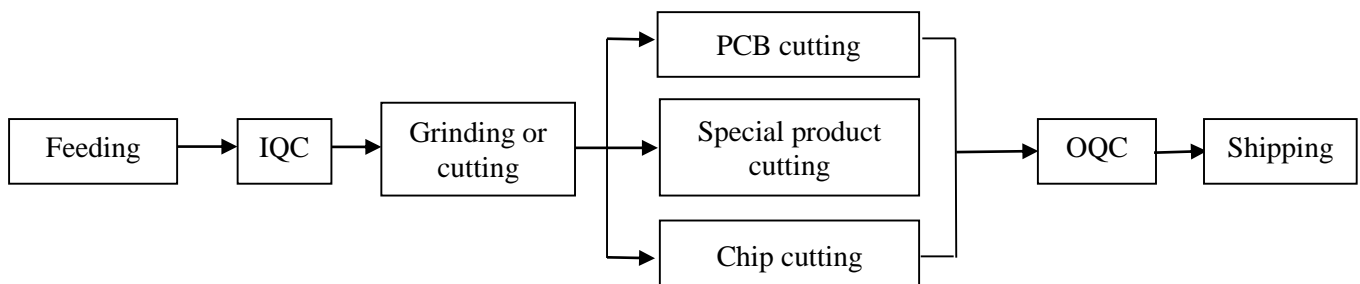 Feeding
IQC
Grinding or
cutting
PCB cutting
Special product
cutting
Chip cutting
OQC
Shipping